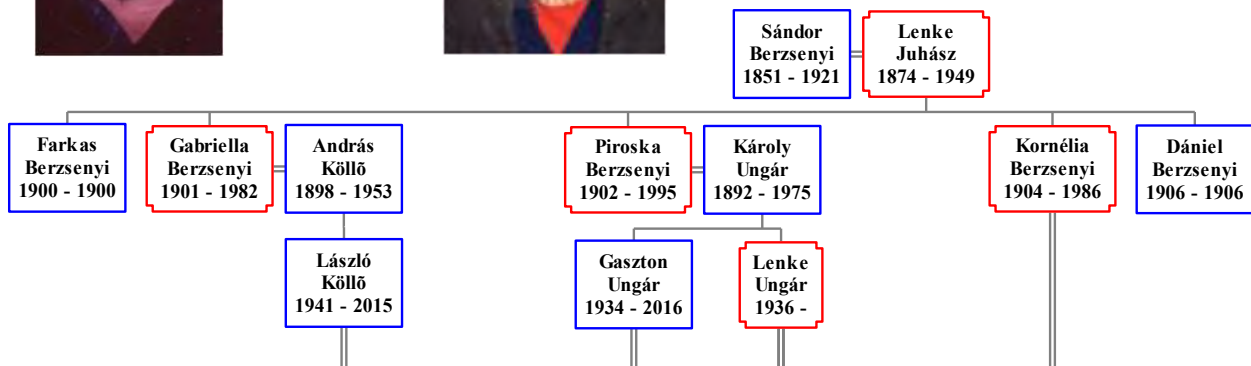 Sándor
Berzsenyi
1851 - 1921
Lenke
Juhász
1874 - 1949
Farkas
Berzsenyi
1900 - 1900
Gabriella
Berzsenyi
1901 - 1982
András
Köllõ
1898 - 1953
Piroska
Berzsenyi
1902 - 1995
Károly
Ungár
1892 - 1975
Kornélia
Berzsenyi
1904 - 1986
Dániel
Berzsenyi
1906 - 1906
László
Köllõ
1941 - 2015
Gaszton
Ungár
1934 - 2016
Lenke
Ungár
1936 -